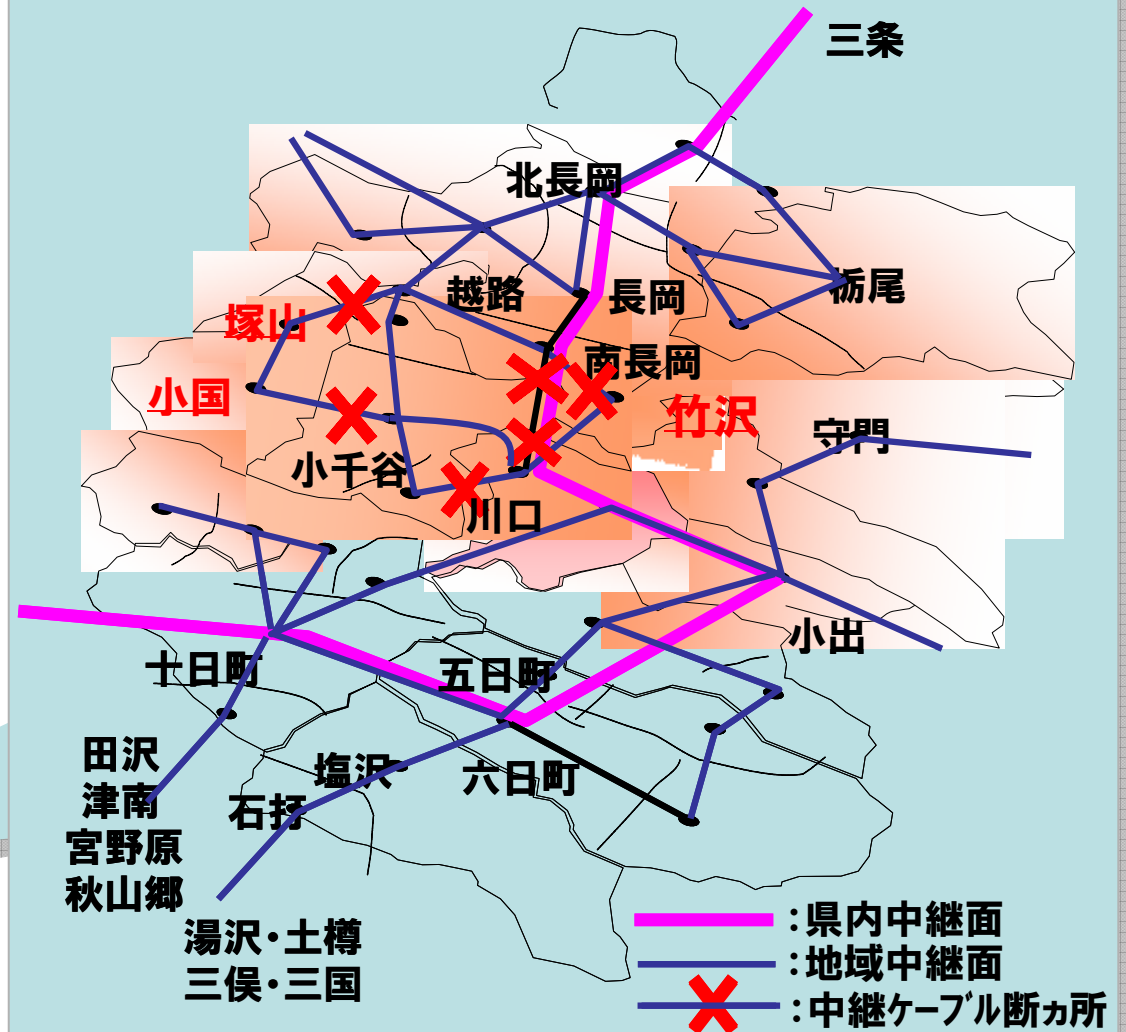 三条
北長岡
栃尾
越路
長岡
塚山
南長岡
小国
竹沢
守門
小千谷
川口
小出
十日町
五日町
田沢
津南
宮野原
秋山郷
塩沢
六日町
石打
湯沢・土樽
三俣・三国
：県内中継面
：地域中継面
：中継ケーブル断ヵ所